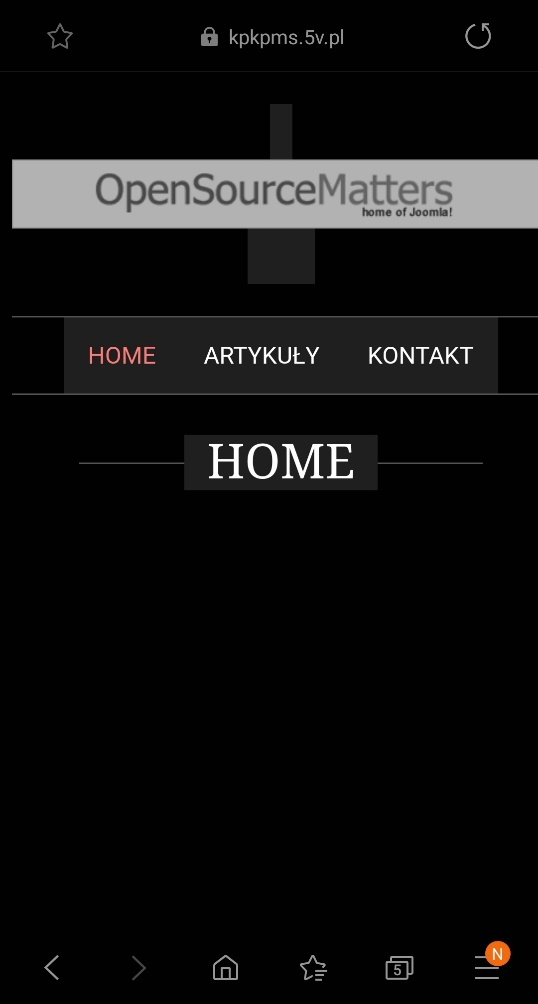 kpkpms.5v.pl
OpenSourceMatters
home of Joomla!
HOME ARTYKUŁY KONTAKT
HOME
5
N